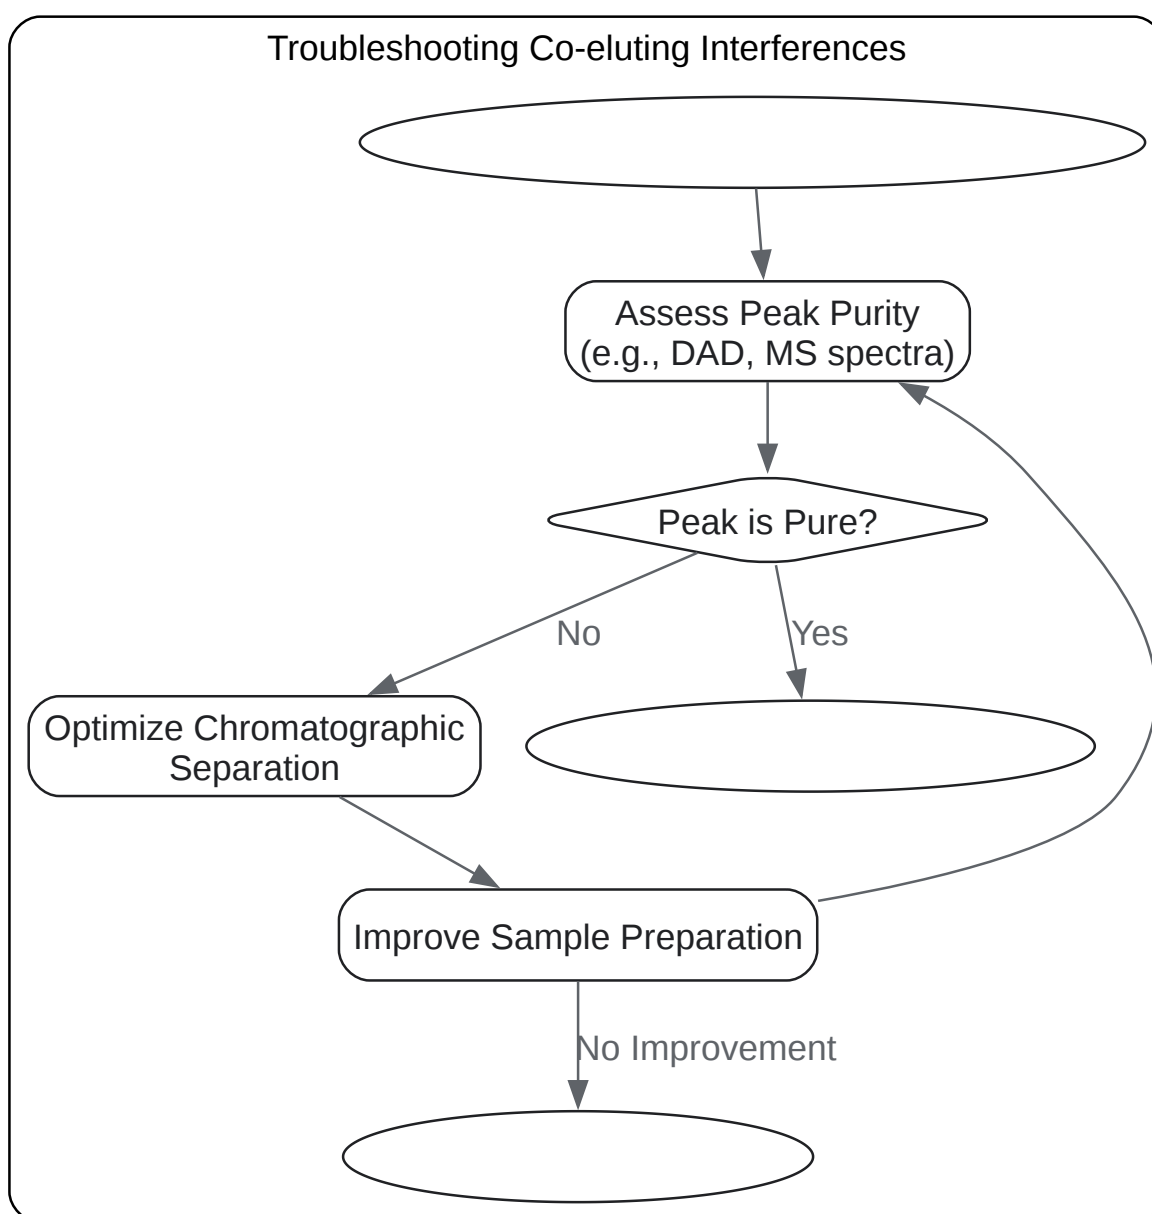 Troubleshooting Co-eluting Interferences
Assess Peak Purity
(e.g., DAD, MS spectra)
Peak is Pure?
No
Yes
Optimize Chromatographic
Separation
Improve Sample Preparation
No Improvement